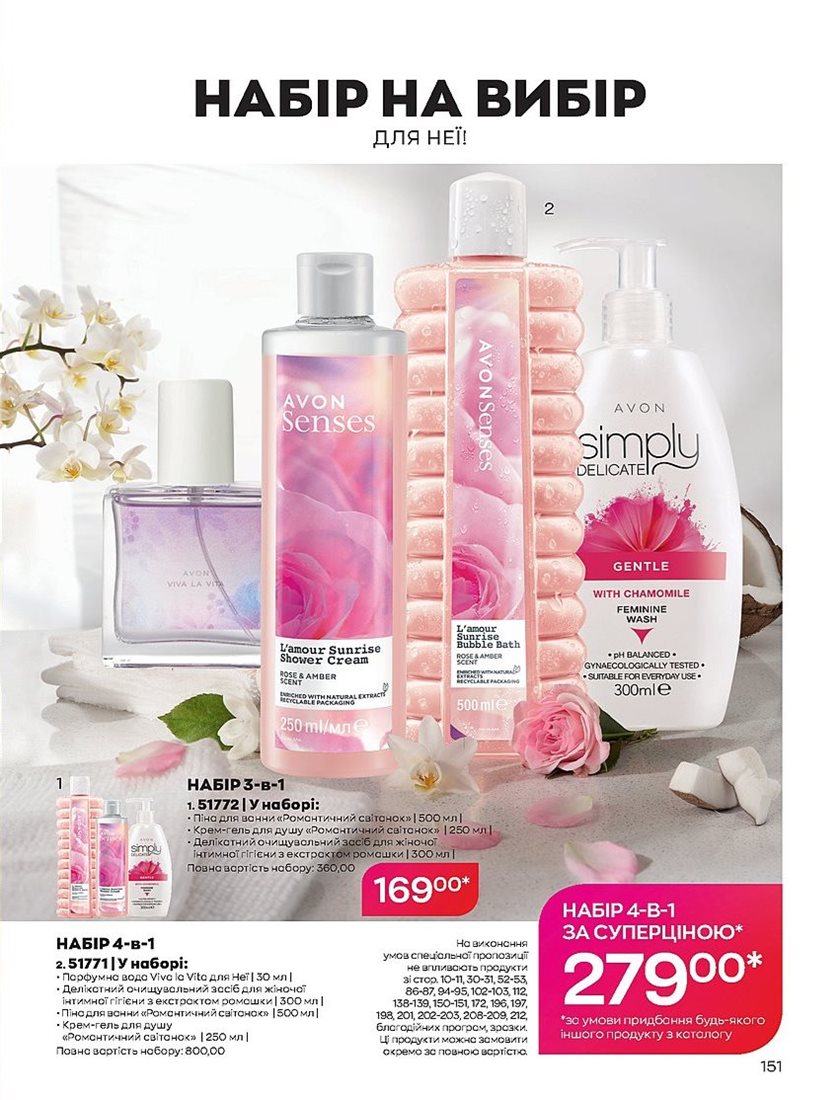 НАБІР НА ВИБІР
ДЛЯ НЕЇ!
2
AVON
VIVA LA VITA
AVON
Senses
L'amour Sunrise
Shower Cream
ROSE & AMBER
SCENT
ENRICHED WITH NATURAL EXTRACTS
RECYCLABLE PACKAGING
250 ml/мл e
AVON Senses
L'amour
Sunrise
Bubble Bath
ROSE & AMBER
SCENT
ENRICHED WITH NATURAL
EXTRACTS
RECYCLABLE PACKAGING
500 ml e
AVON
simply
DELICATE
GENTLE
WITH CHAMOMILE
FEMININE
WASH
• pH BALANCED •
GYNAECOLOGICALLY TESTED •
• SUITABLE FOR EVERYDAY USE •
300ml e
1
simply
DELICATE
GENTLE
НАБІР 3-в-1
1. 51772 | У наборі:
• Піна для ванни «Романтичний світанок» | 500 мл |
• Крем-гель для душу «Романтичний світанок» | 250 мл |
• Делікатний очищувальний засіб для жіночої
інтимної гігієни з екстрактом ромашки | 300 мл |
Повна вартість набору: 360,00
169⁰⁰*
НАБІР 4-в-1
2. 51771 | У наборі:
• Парфумна вода Viva la Vita для Неї | 30 мл |
• Делікатний очищувальний засіб для жіночої
інтимної гігієни з екстрактом ромашки | 300 мл |
• Піна для ванни «Романтичний світанок» | 500 мл |
• Крем-гель для душу
«Романтичний світанок» | 250 мл |
Повна вартість набору: 800,00
На виконання
умов спеціальної пропозиції
не впливають продукти
зі стор. 10-11, 30-31, 52-53,
86-87, 94-95, 102-103, 112,
138-139, 150-151, 172, 196, 197,
198, 201, 202-203, 208-209, 212,
благодійних програм, зразки.
Ці продукти можна замовити
окремо за повною вартістю.
НАБІР 4-В-1
ЗА СУПЕРЦІНОЮ*
279⁰⁰*
*за умови придбання будь-якого
іншого продукту з каталогу
151